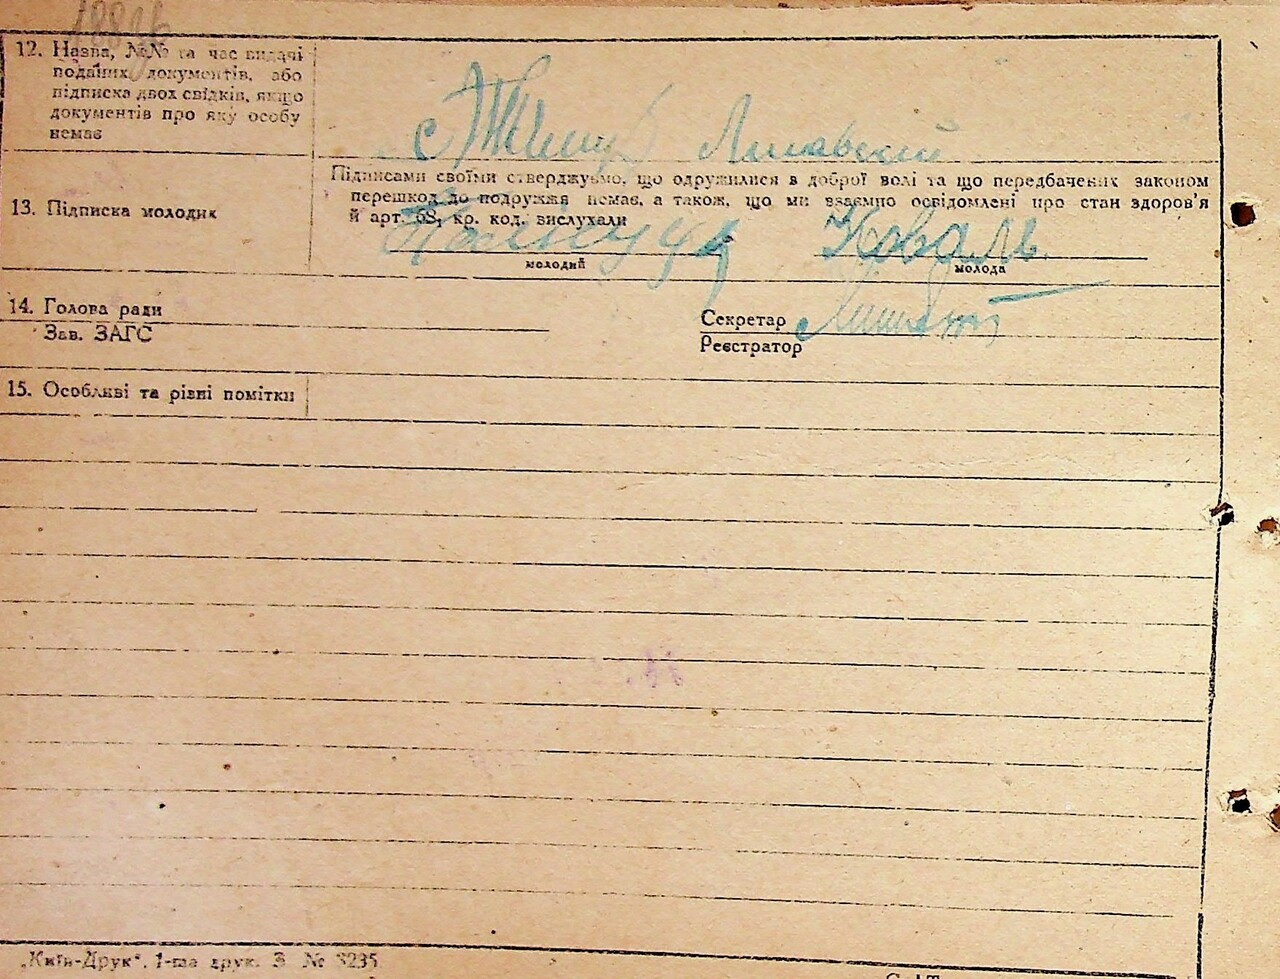 12. Назва, №№ та час видачі
поданих документів, або
підписка двох свідків, якщо
документів про яку особу
немає
13. Підписка молодих
Підписами своїми стверджуємо, що одружилися в доброї волі та що передбачених законом
перешкод до подружжя немає, а також, що ми взаємно освідомлені про стан здоров'я
й арт. 68, кр. код. вислухали
Коваль
молодий молода
14. Голова ради
Зав. ЗАГС
Секретар
Реєстратор
15. Особливі та різні помітки
„Київ-Друк“. 1-ша друк. З. № 3235